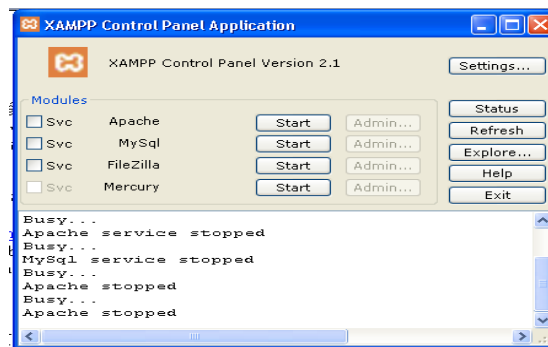 XAMPP Control Panel Application
XAMPP Control Panel Version 2.1
Settings...
Modules
Svc Apache Start Admin...
Svc MySql Start Admin...
Svc FileZilla Start Admin...
Svc Mercury Start Admin...
Status
Refresh
Explore...
Help
Exit
Busy...
Apache service stopped
Busy...
MySql service stopped
Busy...
Apache stopped
Busy...
Apache stopped